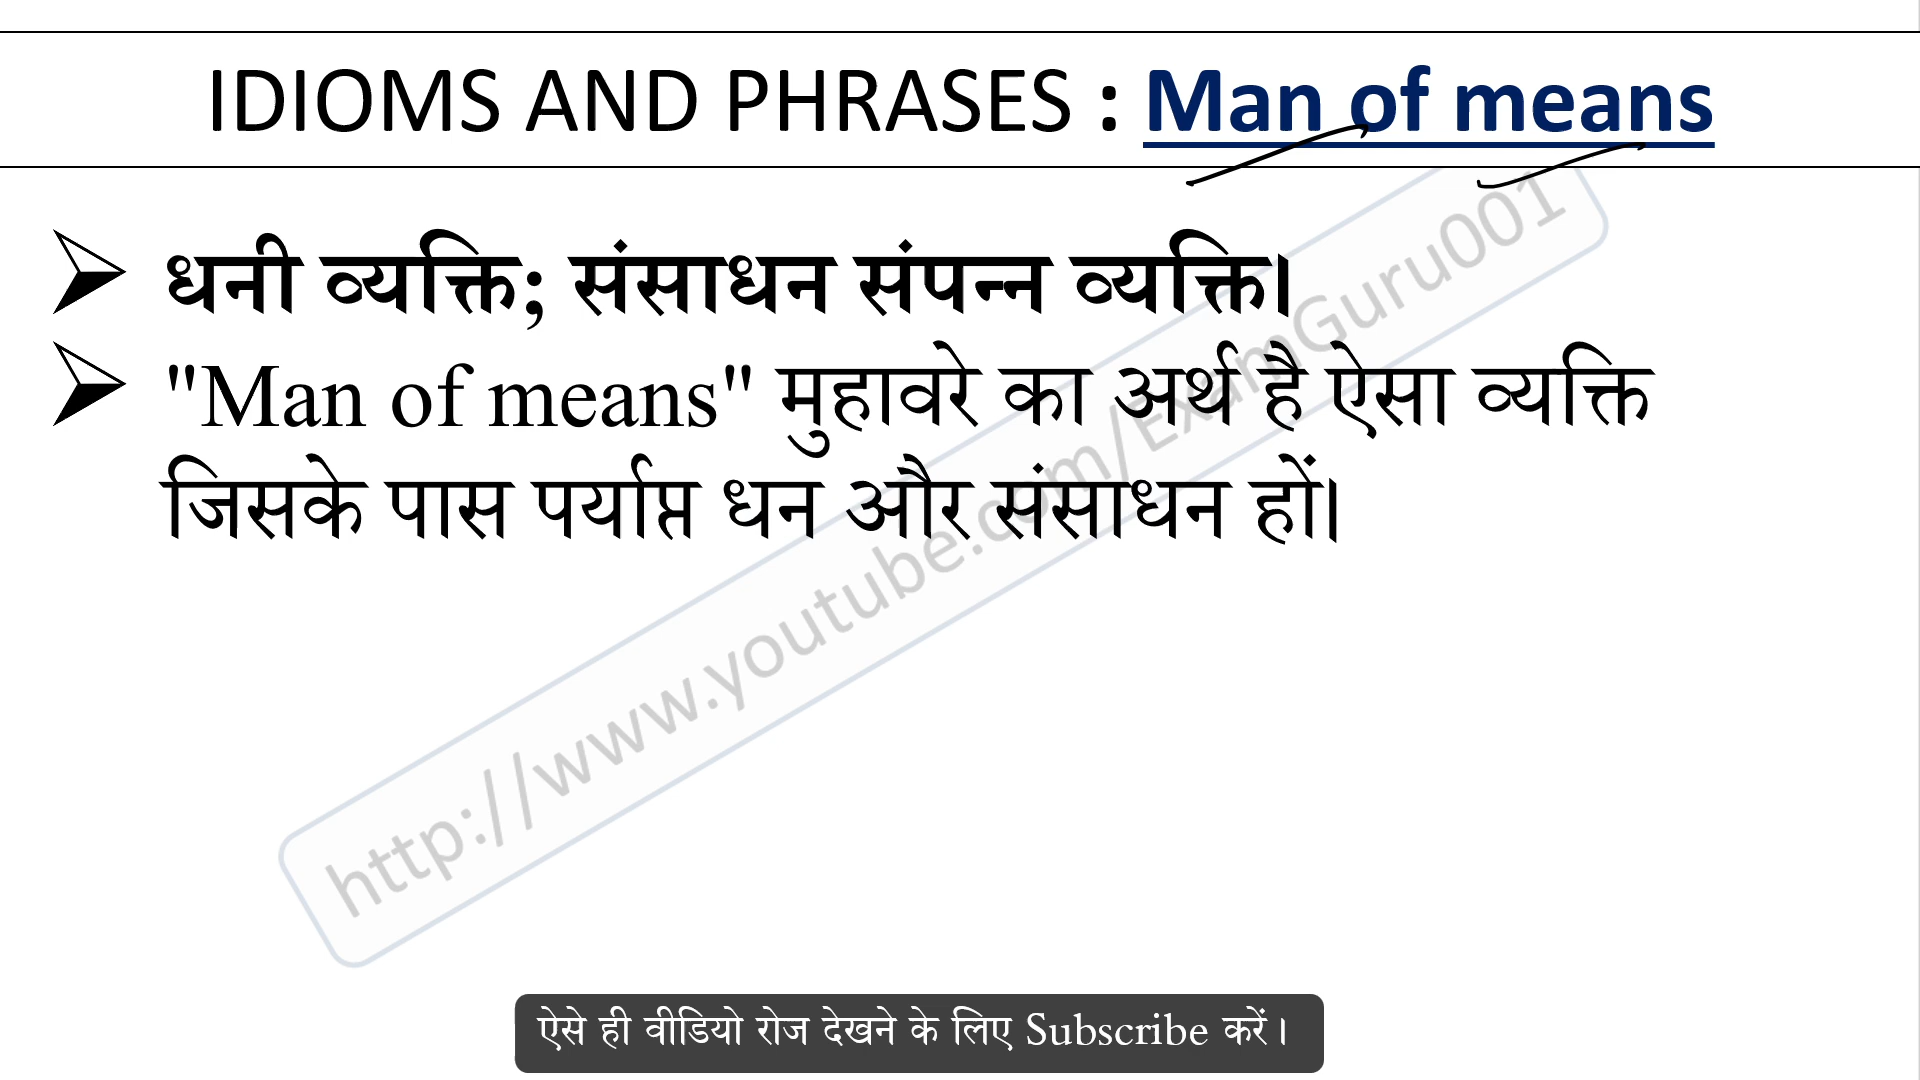 IDIOMS AND PHRASES : Man of means
धनी व्यक्ति; संसाधन संपन्न व्यक्ति।
"Man of means" मुहावरे का अर्थ है ऐसा व्यक्ति
जिसके पास पर्याप्त धन और संसाधन हों।
http://www.youtube.com/ExamGuru001
ऐसे ही वीडियो रोज देखने के लिए Subscribe करें।